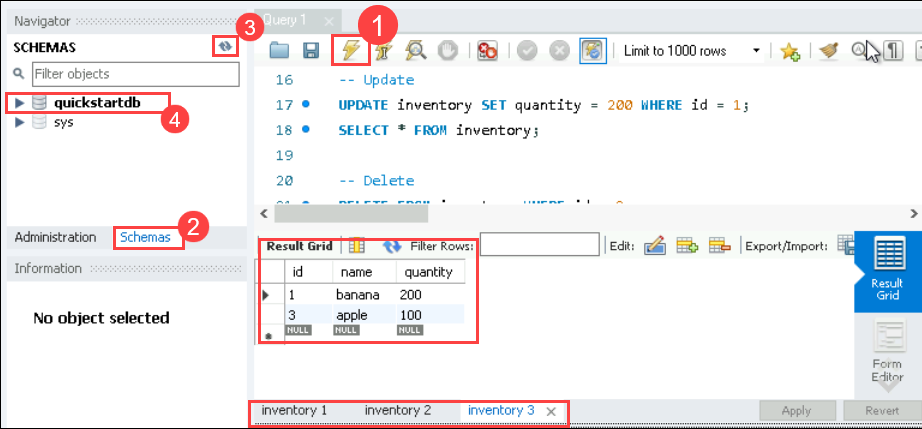 Navigator
3
SCHEMAS
Filter objects
quickstartdb
4
sys
Administration
Schemas
2
Information
No object selected
Query 1
1
Limit to 1000 rows
16 -- Update
17 UPDATE inventory SET quantity = 200 WHERE id = 1;
18 SELECT * FROM inventory;
19
20 -- Delete
Result Grid Filter Rows: Edit: Export/Import:
id name quantity
1 banana 200
3 apple 100
NULL NULL NULL
Result
Grid
Form
Editor
inventory 1 inventory 2 inventory 3
Apply Revert